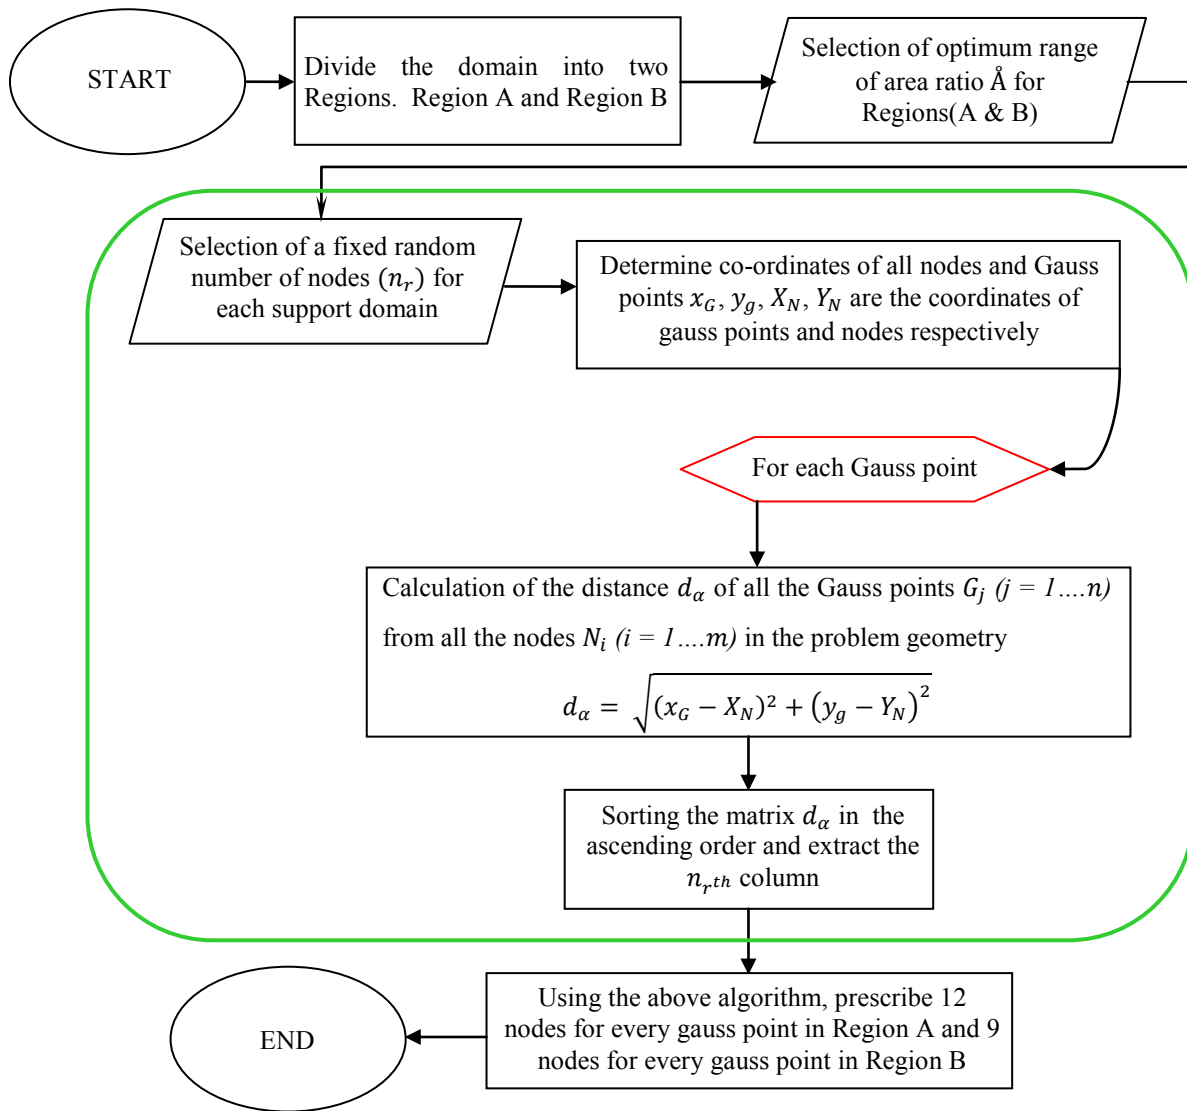 START
Divide the domain into two
Regions. Region A and Region B
Selection of optimum range
of area ratio Å for
Regions(A & B)
Selection of a fixed random
number of nodes (n_r) for
each support domain
Determine co-ordinates of all nodes and Gauss
points x_G, y_g, X_N, Y_N are the coordinates of
gauss points and nodes respectively
For each Gauss point
Calculation of the distance d_α of all the Gauss points G_j (j = 1....n)
from all the nodes N_i (i = 1....m) in the problem geometry
d_α = √((x_G − X_N)² + (y_g − Y_N)²)
Sorting the matrix d_α in the
ascending order and extract the
n_{r^{th}} column
Using the above algorithm, prescribe 12
nodes for every gauss point in Region A and 9
nodes for every gauss point in Region B
END